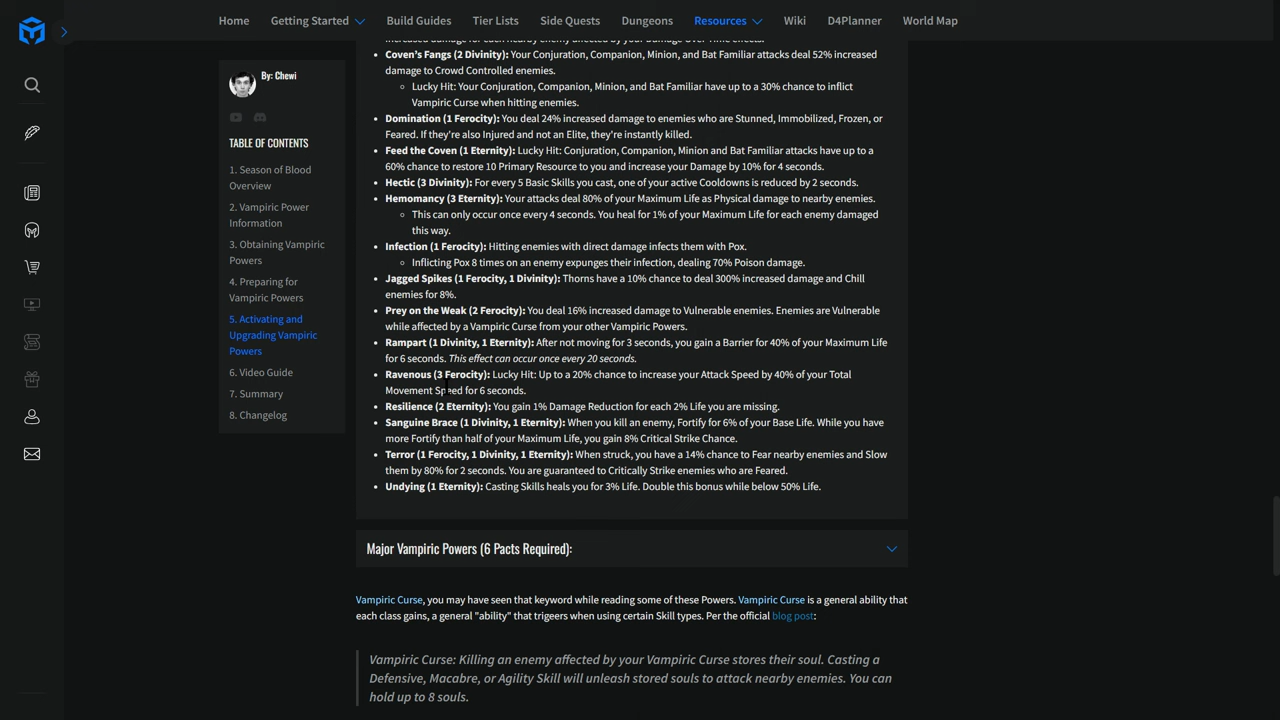 Home
Getting Started
Build Guides
Tier Lists
Side Quests
Dungeons
Resources
Wiki
D4Planner
World Map
By: Chewi
TABLE OF CONTENTS
1. Season of Blood
Overview
2. Vampiric Power
Information
3. Obtaining Vampiric
Powers
4. Preparing for
Vampiric Powers
5. Activating and
Upgrading Vampiric
Powers
6. Video Guide
7. Summary
8. Changelog
increased damage for each nearby enemy affected by your Damage Over Time effects.
Coven's Fangs (2 Divinity): Your Conjuration, Companion, Minion, and Bat Familiar attacks deal 52% increased
damage to Crowd Controlled enemies.
Lucky Hit: Your Conjuration, Companion, Minion, and Bat Familiar have up to a 30% chance to inflict
Vampiric Curse when hitting enemies.
Domination (1 Ferocity): You deal 24% increased damage to enemies who are Stunned, Immobilized, Frozen, or
Feared. If they're also Injured and not an Elite, they're instantly killed.
Feed the Coven (1 Eternity): Lucky Hit: Conjuration, Companion, Minion and Bat Familiar attacks have up to a
60% chance to restore 10 Primary Resource to you and increase your Damage by 10% for 4 seconds.
Hectic (3 Divinity): For every 5 Basic Skills you cast, one of your active Cooldowns is reduced by 2 seconds.
Hemomancy (3 Eternity): Your attacks deal 80% of your Maximum Life as Physical damage to nearby enemies.
This can only occur once every 4 seconds. You heal for 1% of your Maximum Life for each enemy damaged
this way.
Infection (1 Ferocity): Hitting enemies with direct damage infects them with Pox.
Inflicting Pox 8 times on an enemy expunges their infection, dealing 70% Poison damage.
Jagged Spikes (1 Ferocity, 1 Divinity): Thorns have a 10% chance to deal 300% increased damage and Chill
enemies for 8%.
Prey on the Weak (2 Ferocity): You deal 16% increased damage to Vulnerable enemies. Enemies are Vulnerable
while affected by a Vampiric Curse from your other Vampiric Powers.
Rampart (1 Divinity, 1 Eternity): After not moving for 3 seconds, you gain a Barrier for 40% of your Maximum Life
for 6 seconds. This effect can occur once every 20 seconds.
Ravenous (3 Ferocity): Lucky Hit: Up to a 20% chance to increase your Attack Speed by 40% of your Total
Movement Speed for 6 seconds.
Resilience (2 Eternity): You gain 1% Damage Reduction for each 2% Life you are missing.
Sanguine Brace (1 Divinity, 1 Eternity): When you kill an enemy, Fortify for 6% of your Base Life. While you have
more Fortify than half of your Maximum Life, you gain 8% Critical Strike Chance.
Terror (1 Ferocity, 1 Divinity, 1 Eternity): When struck, you have a 14% chance to Fear nearby enemies and Slow
them by 80% for 2 seconds. You are guaranteed to Critically Strike enemies who are Feared.
Undying (1 Eternity): Casting Skills heals you for 3% Life. Double this bonus while below 50% Life.
Major Vampiric Powers (6 Pacts Required):
Vampiric Curse, you may have seen that keyword while reading some of these Powers. Vampiric Curse is a general ability that
each class gains, a general "ability" that trigeers when using certain Skill types. Per the official blog post:
Vampiric Curse: Killing an enemy affected by your Vampiric Curse stores their soul. Casting a
Defensive, Macabre, or Agility Skill will unleash stored souls to attack nearby enemies. You can
hold up to 8 souls.